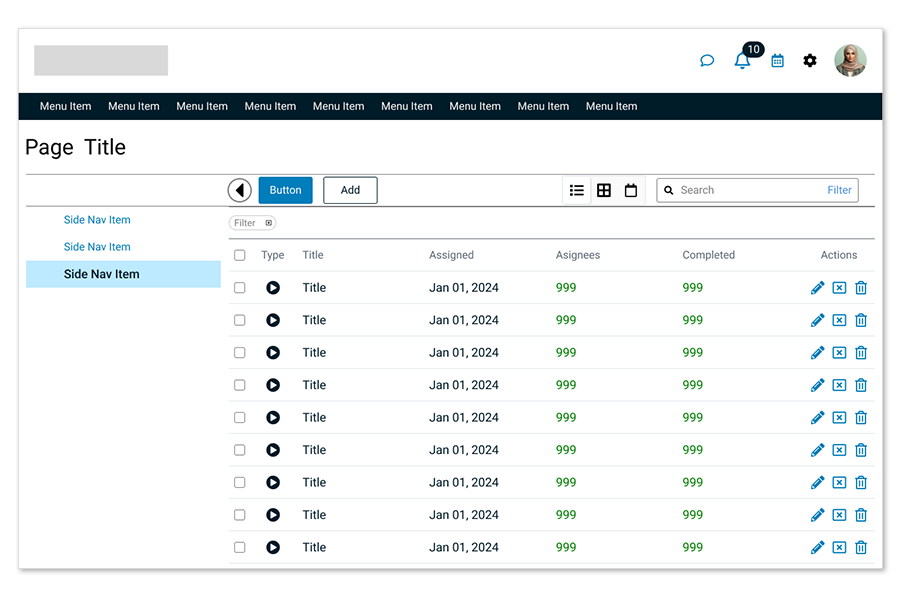 10
Menu Item Menu Item Menu Item Menu Item Menu Item Menu Item Menu Item Menu Item Menu Item
Page Title
Button Add Search Filter
Side Nav Item
Filter
Side Nav Item
Type Title Assigned Asignees Completed Actions
Side Nav Item
Title Jan 01, 2024 999 999
Title Jan 01, 2024 999 999
Title Jan 01, 2024 999 999
Title Jan 01, 2024 999 999
Title Jan 01, 2024 999 999
Title Jan 01, 2024 999 999
Title Jan 01, 2024 999 999
Title Jan 01, 2024 999 999
Title Jan 01, 2024 999 999